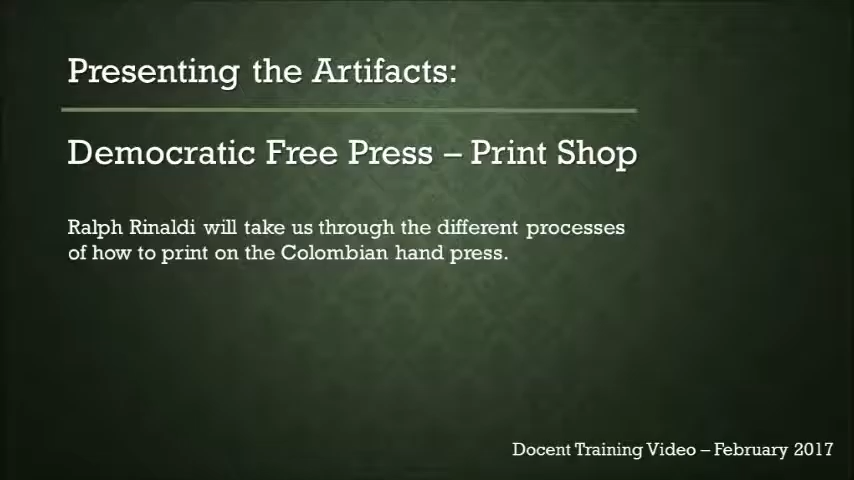 Presenting the Artifacts:
Democratic Free Press – Print Shop
Ralph Rinaldi will take us through the different processes
of how to print on the Colombian hand press.
Docent Training Video – February 2017